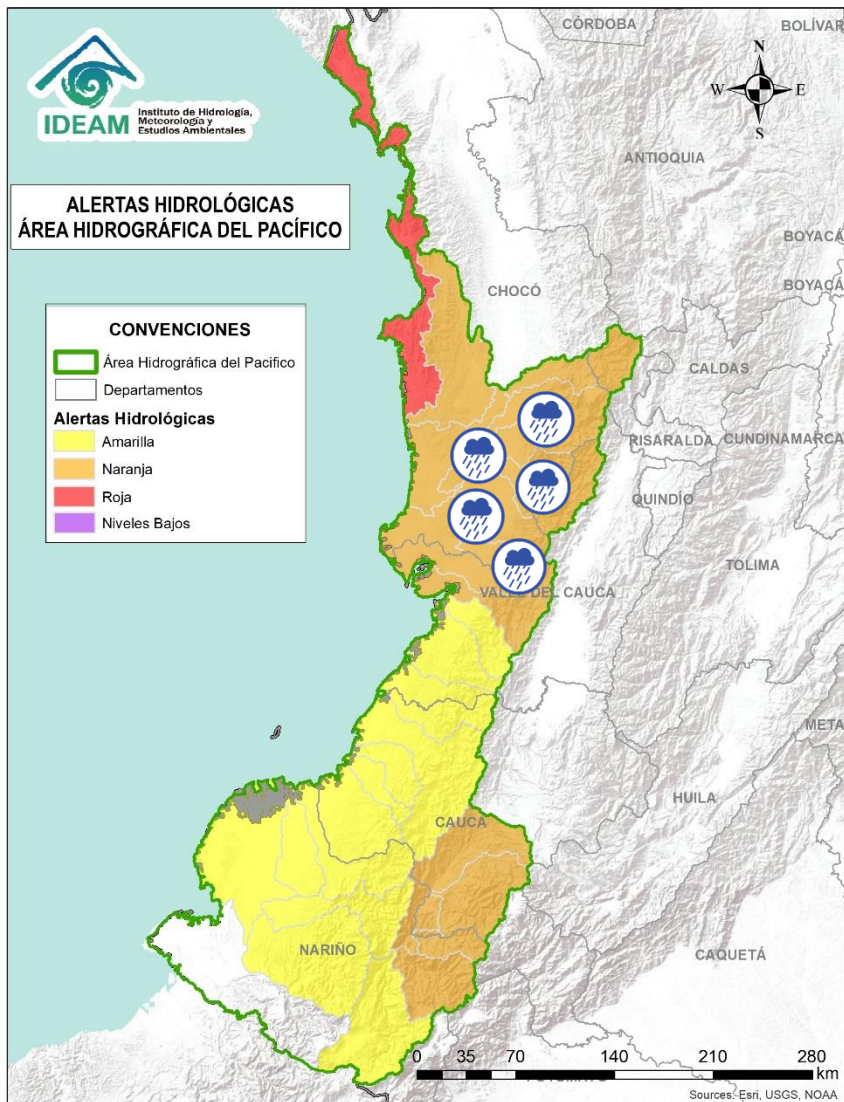 CÓRDOBA
BOLÍVAR
IDEAM
Instituto de Hidrología,
Meteorología y
Estudios Ambientales
N
W E
S
ANTIOQUIA
ALERTAS HIDROLÓGICAS
ÁREA HIDROGRÁFICA DEL PACÍFICO
BOYACÁ
BOYACÁ
CHOCÓ
CONVENCIONES
Área Hidrográfica del Pacifico
Departamentos
Alertas Hidrológicas
Amarilla
Naranja
Roja
Niveles Bajos
CALDAS
RISARALDA
CUNDINAMARCA
QUINDÍO
TOLIMA
VALLE DEL CAUCA
META
HUILA
CAUCA
NARIÑO
CAQUETÁ
0 35 70 140 210 280
km
Sources: Esri, USGS, NOAA